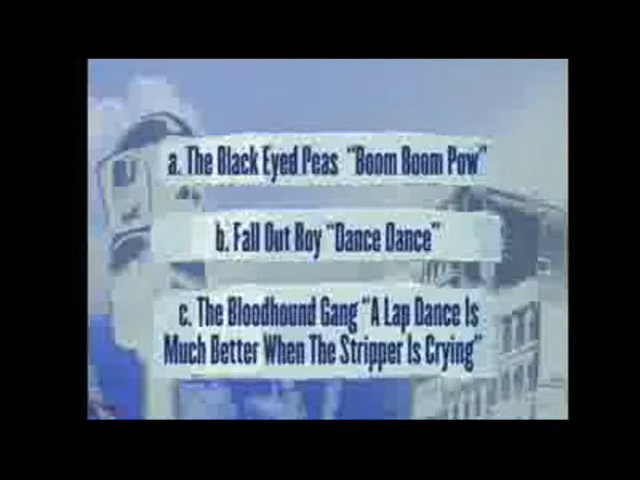 a. The Black Eyed Peas "Boom Boom Pow"
b. Fall Out Boy "Dance Dance"
c. The Bloodhound Gang "A Lap Dance Is
Much Better When The Stripper Is Crying"